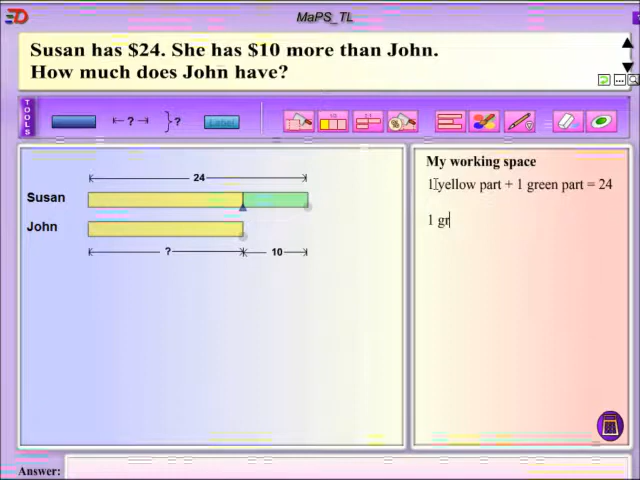 MaPS_TL
Susan has $24. She has $10 more than John.
How much does John have?
TOOLS
?
?
Label
24
Susan
John
?
10
My working space
1 yellow part + 1 green part = 24
1 gr
Answer: